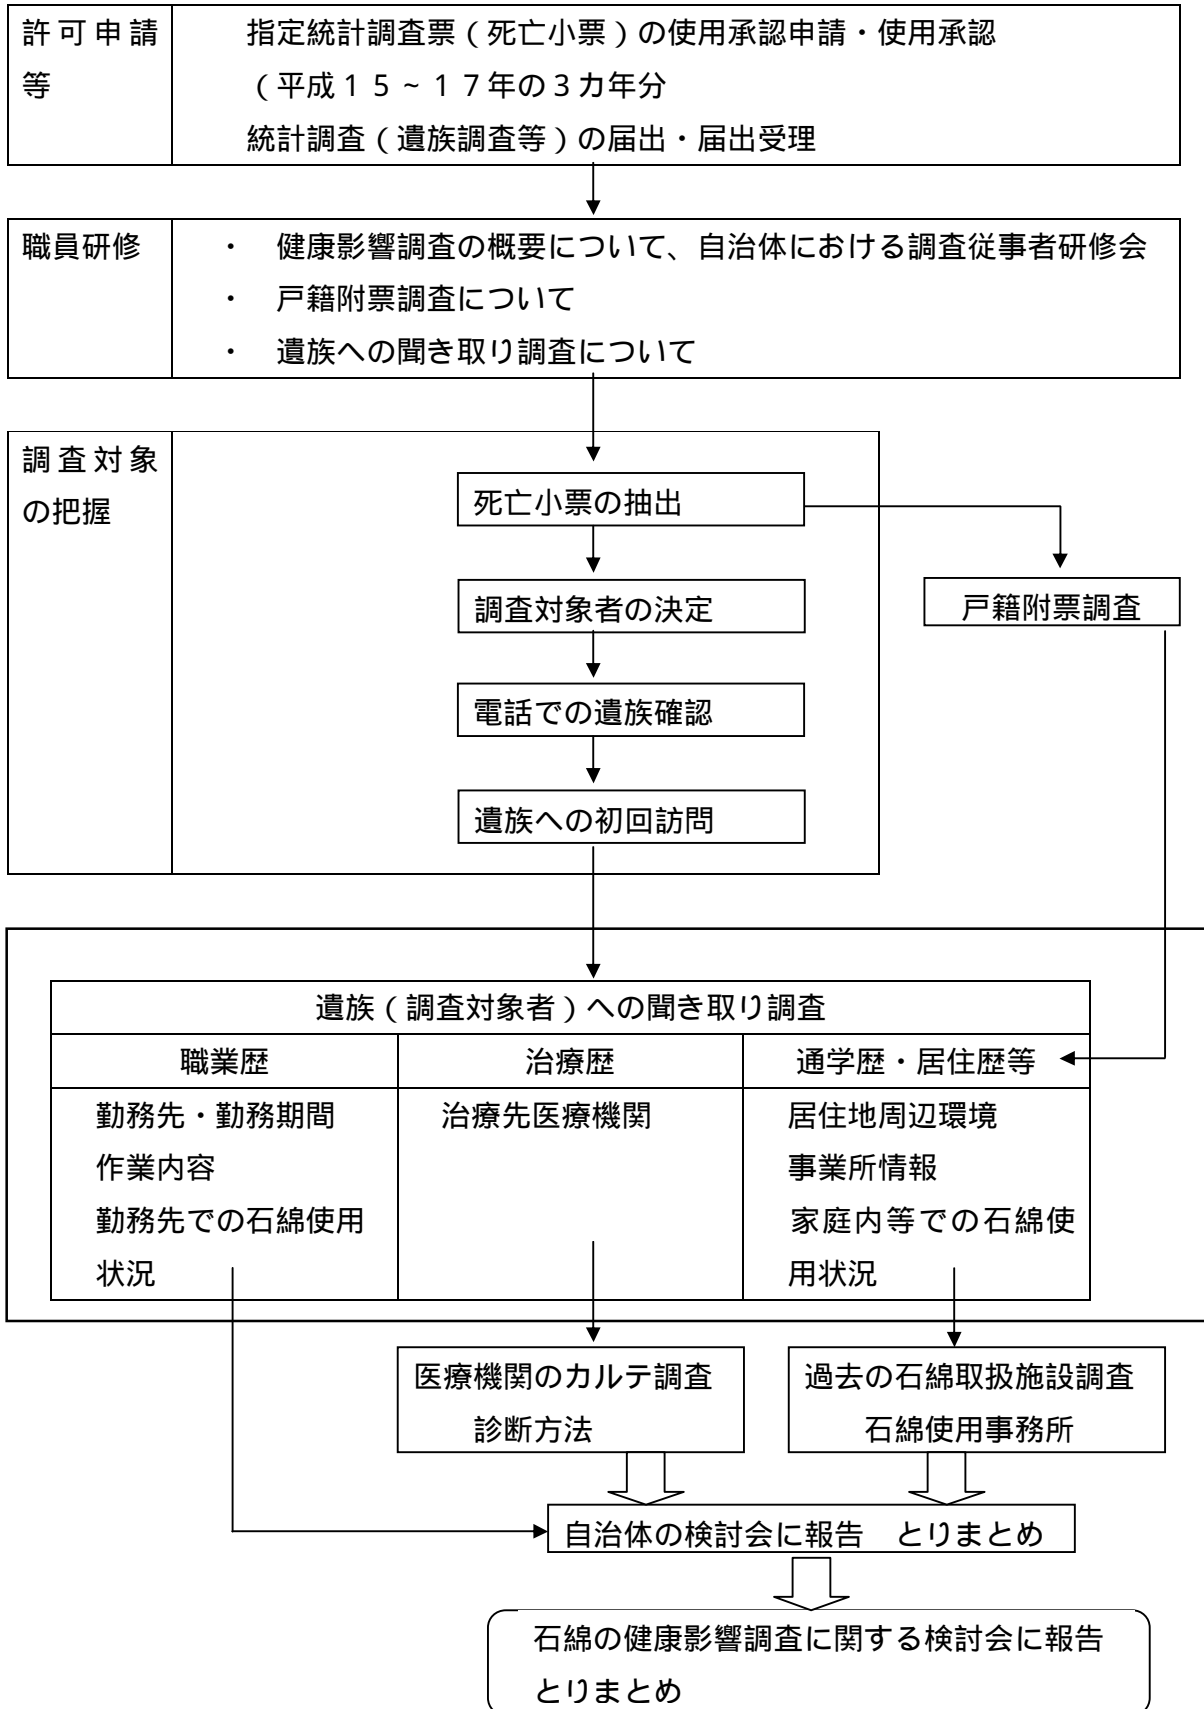 許可申請等
指定統計調査票（死亡小票）の使用承認申請・使用承認
（平成１５～１７年の３カ年分
統計調査（遺族調査等）の届出・届出受理
職員研修
・　健康影響調査の概要について、自治体における調査従事者研修会
・　戸籍附票調査について
・　遺族への聞き取り調査について
調査対象
の把握
死亡小票の抽出
調査対象者の決定
戸籍附票調査
電話での遺族確認
遺族への初回訪問
遺族（調査対象者）への聞き取り調査
職業歴
治療歴
通学歴・居住歴等
勤務先・勤務期間
作業内容
勤務先での石綿使用
状況
治療先医療機関
居住地周辺環境
事業所情報
家庭内等での石綿使
用状況
医療機関のカルテ調査
診断方法
過去の石綿取扱施設調査
石綿使用事務所
自治体の検討会に報告　とりまとめ
石綿の健康影響調査に関する検討会に報告
とりまとめ